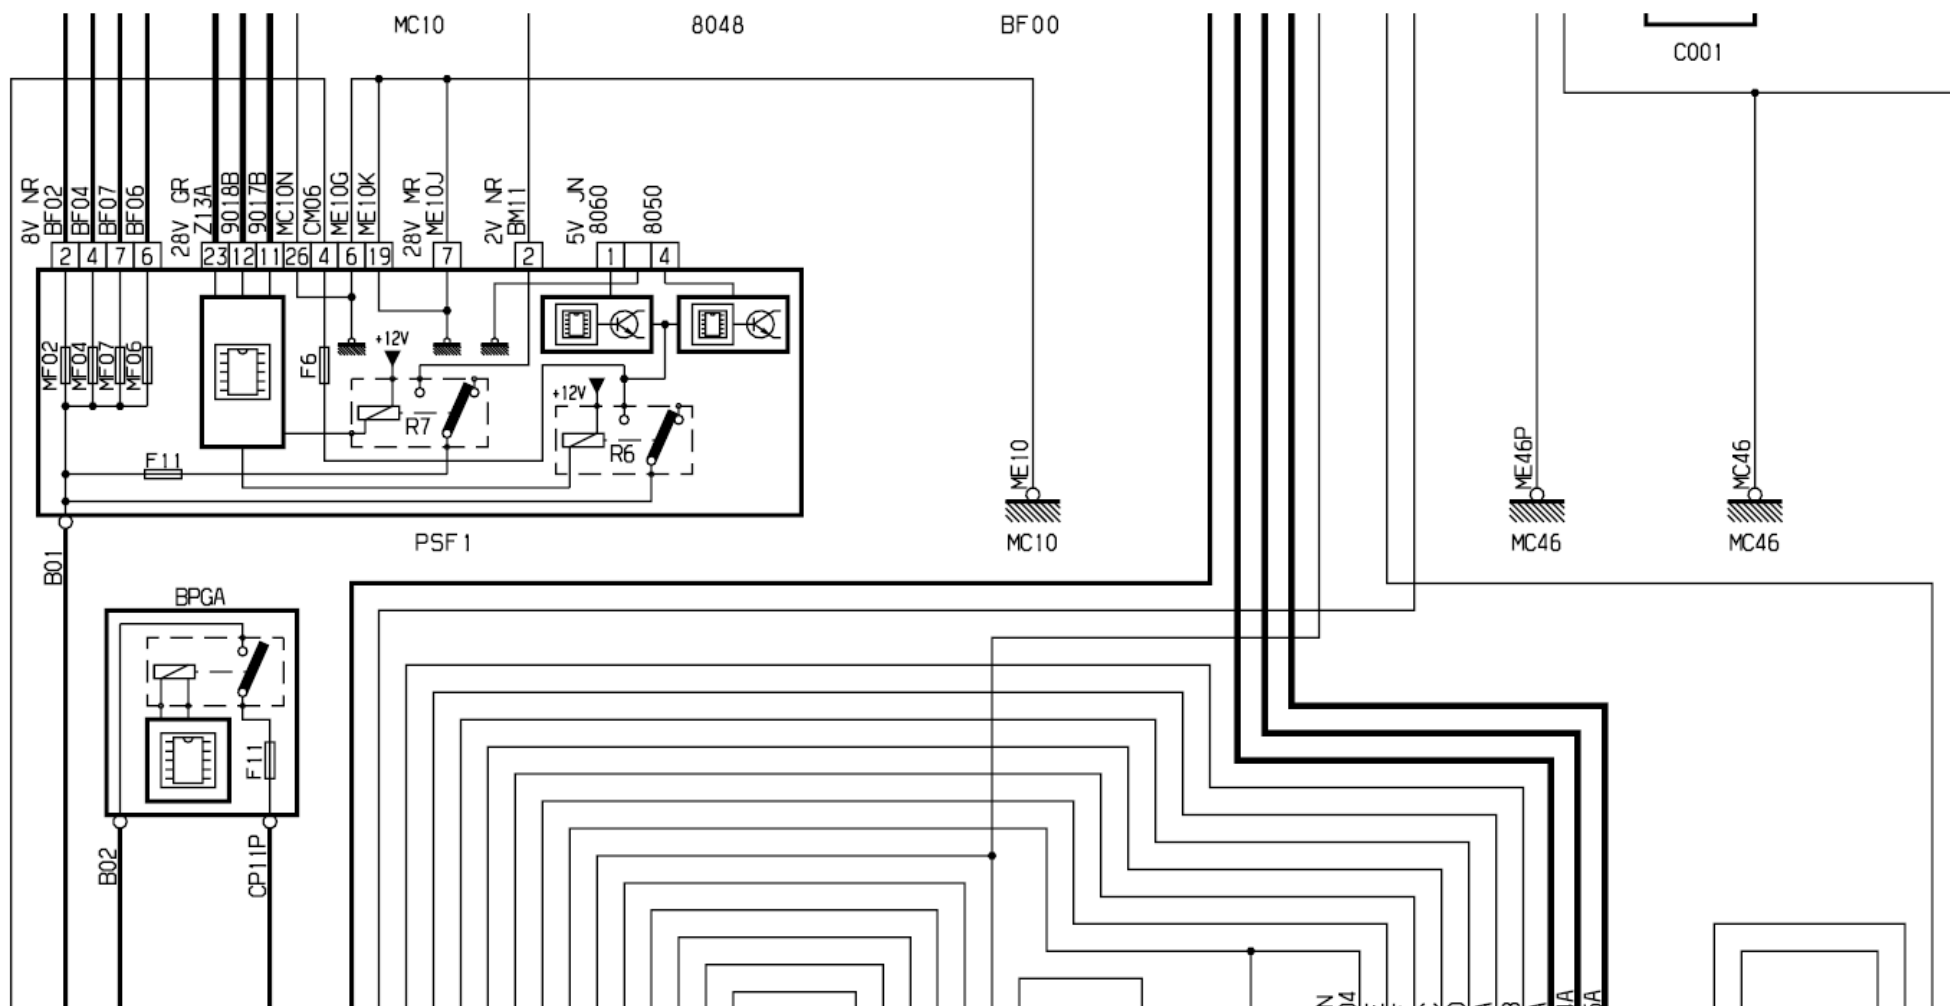 MC10
8048
BF00
C001
8V NR
BF02
BF04
BF07
BF06
28V GR
Z13A
9018B
9017B
MC10N
CM06
ME10G
ME10K
28V MR
ME10J
2V NR
BM11
5V JN
8060
8050
2 4 7 6 23 12 11 26 4 6 19 7 2 1 4
MF02
MF04
MF07
MF06
F6
+12V
R7
+12V
R6
F11
PSF1
ME10
MC10
ME46P
MC46
MC46
MC46
B01
BPGA
F11
B02
CP11P